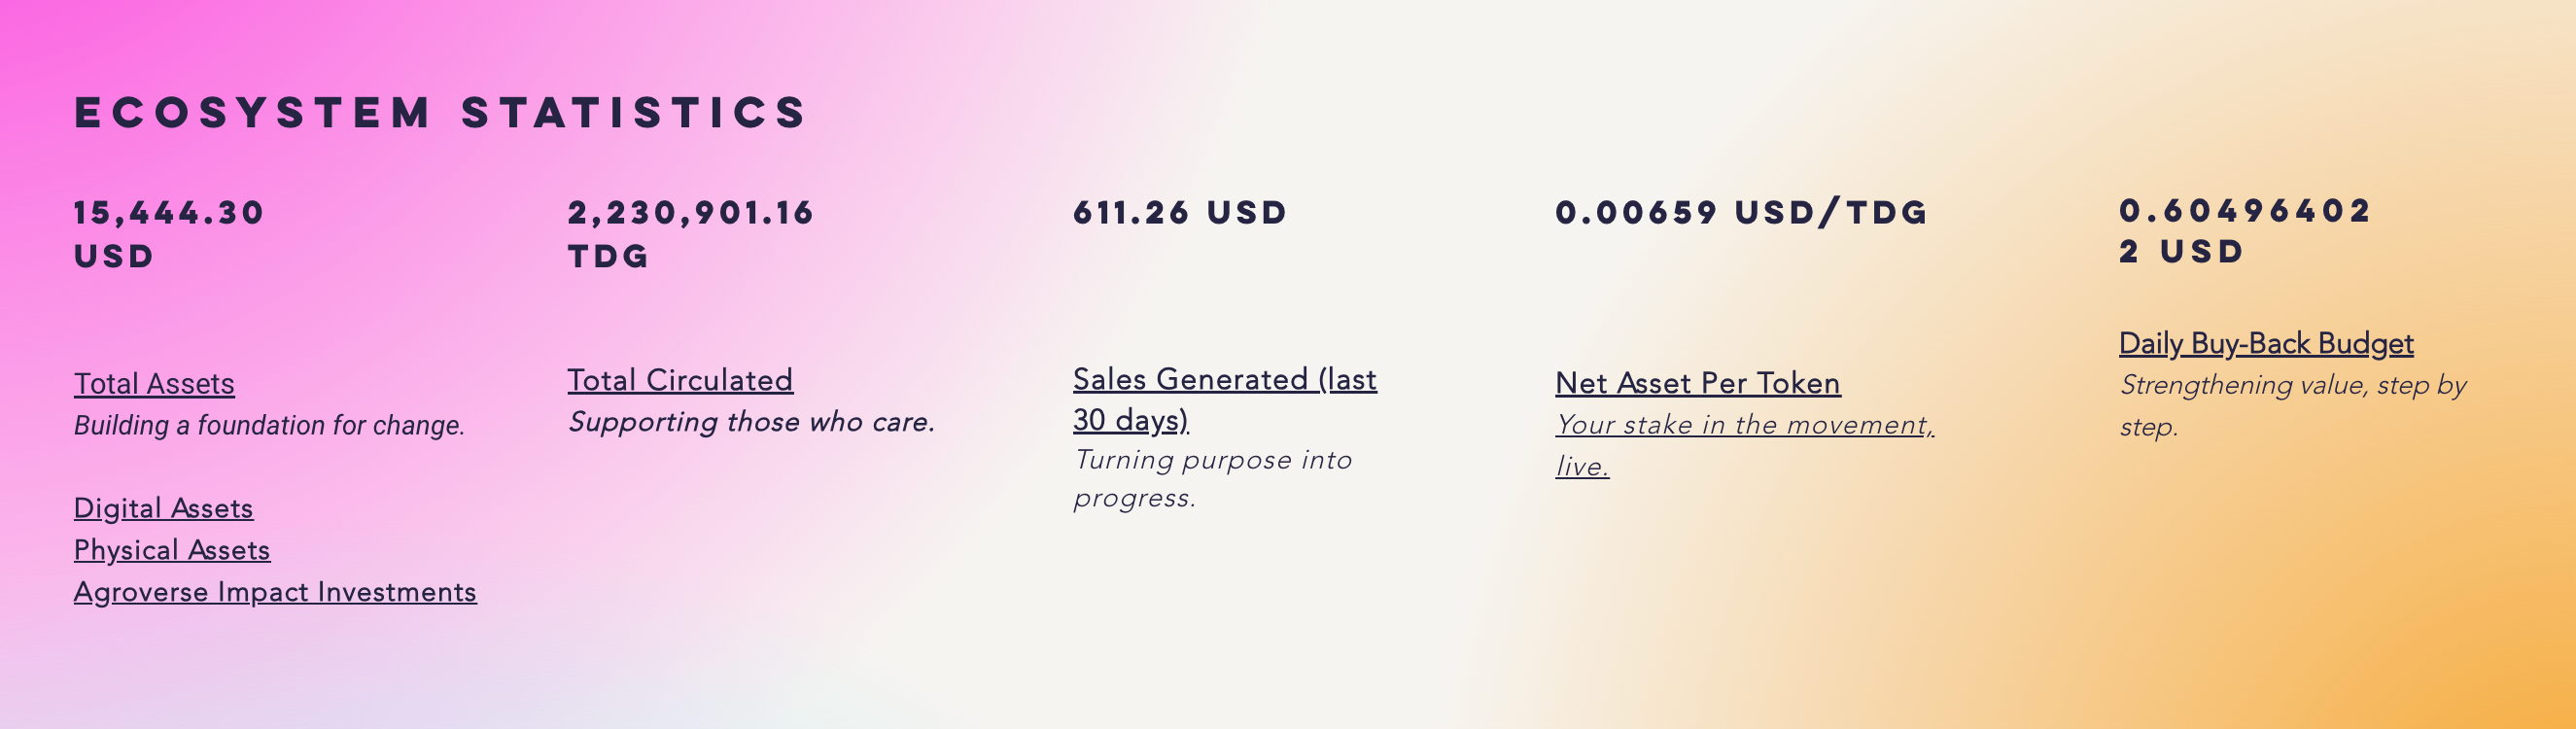 ECOSYSTEM STATISTICS
15,444.30
USD
Total Assets
Building a foundation for change.
Digital Assets
Physical Assets
Agroverse Impact Investments
2,230,901.16
TDG
Total Circulated
Supporting those who care.
611.26 USD
Sales Generated (last
30 days)
Turning purpose into
progress.
0.00659 USD/TDG
Net Asset Per Token
Your stake in the movement,
live.
0.60496402
2 USD
Daily Buy-Back Budget
Strengthening value, step by
step.